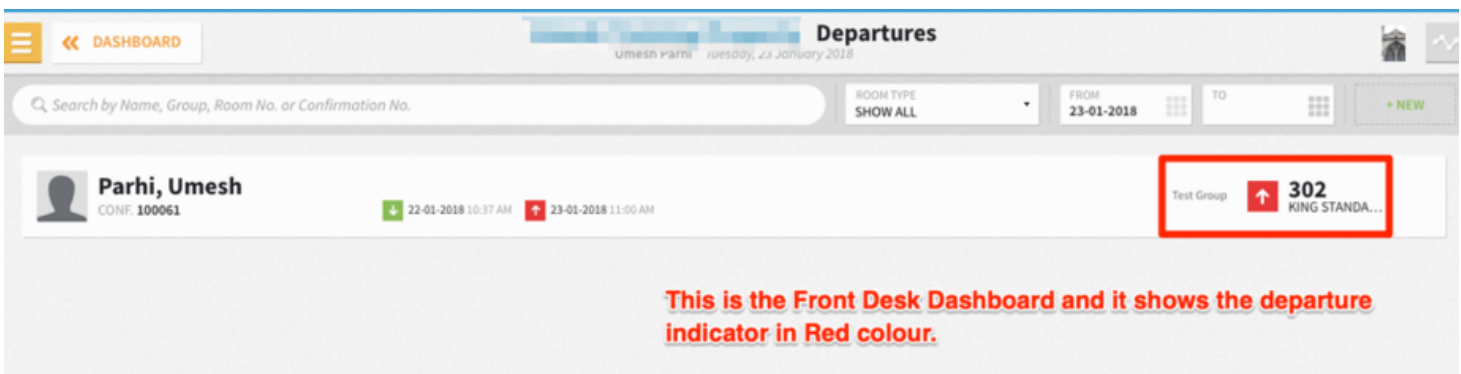 DASHBOARD
Departures
Umesh Parhi Tuesday, 23 January 2018
Search by Name, Group, Room No. or Confirmation No.
ROOM TYPE
SHOW ALL
FROM
23-01-2018
TO
+ NEW
Parhi, Umesh
CONF. 100061
22-01-2018 10:37 AM 23-01-2018 11:00 AM
Test Group
302
KING STANDA...
This is the Front Desk Dashboard and it shows the departure
indicator in Red colour.